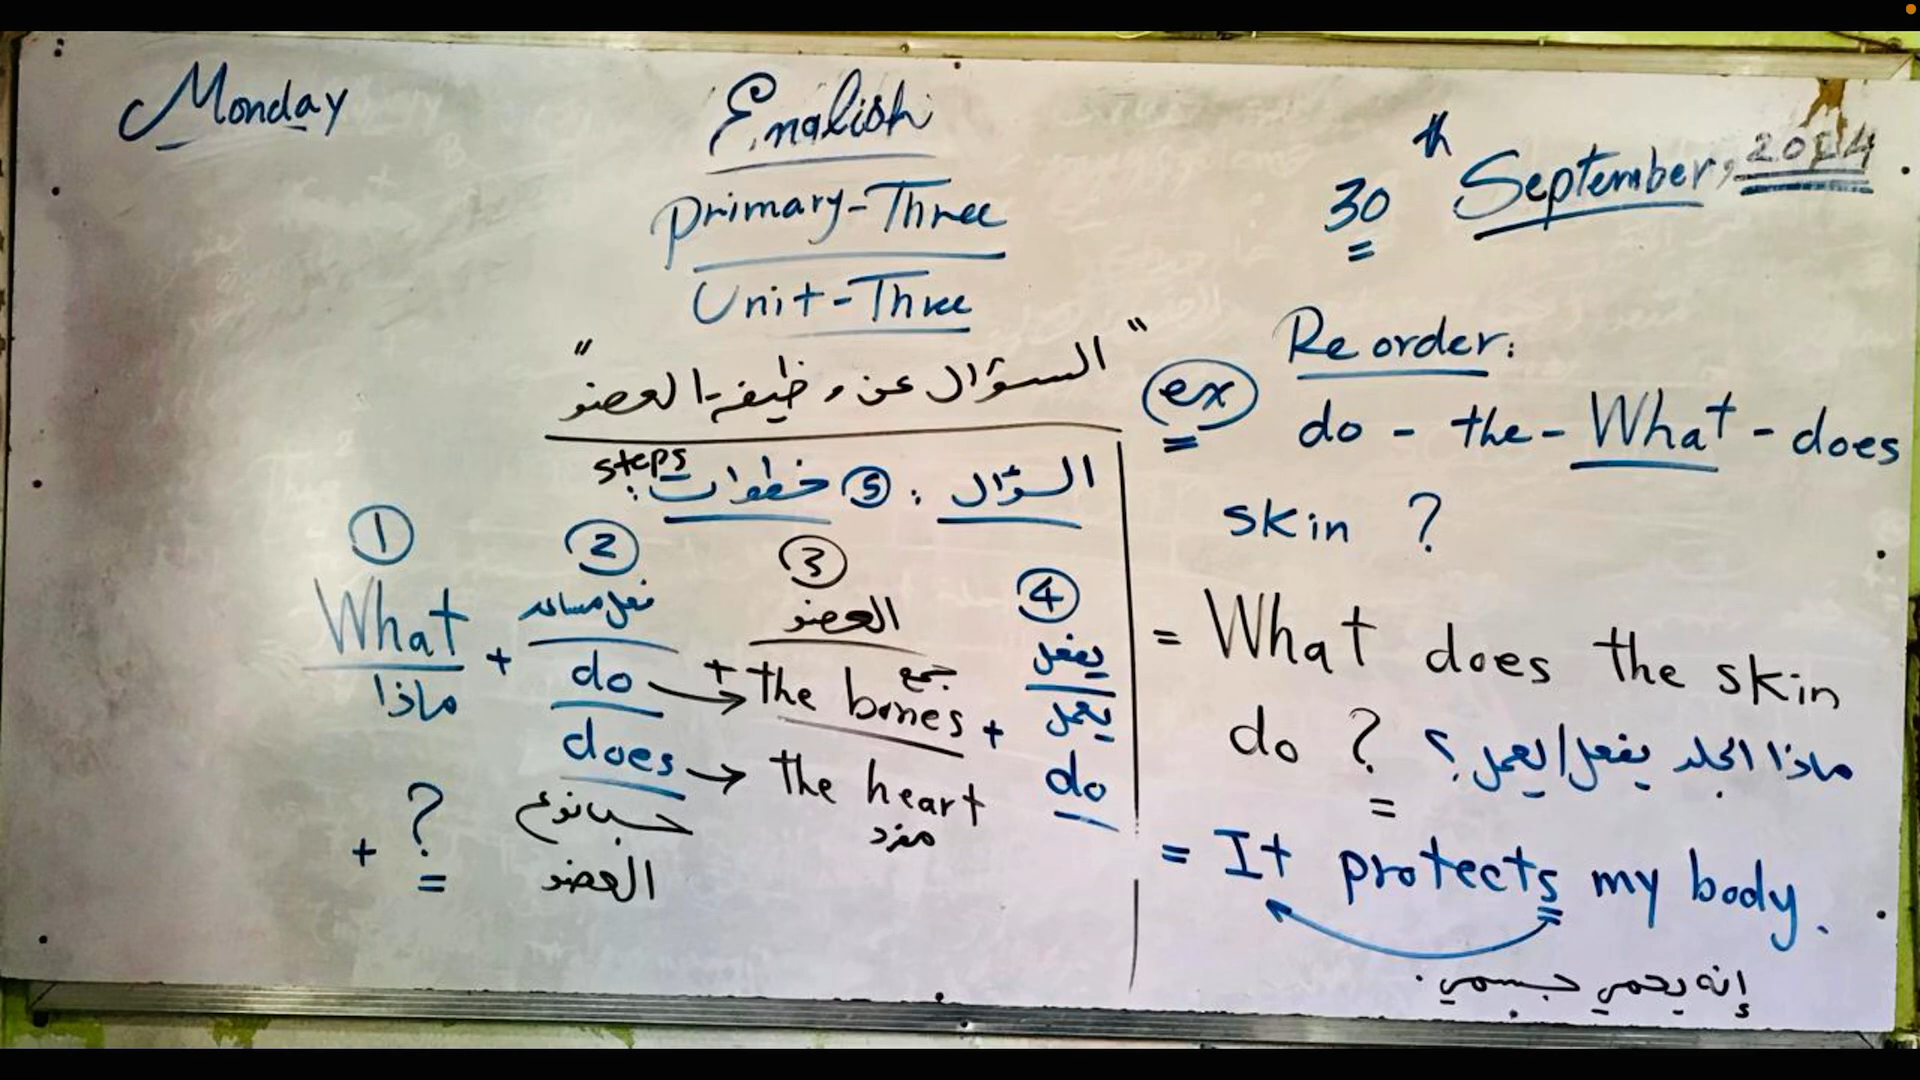 Monday
English
30th September, 2024
Primary-Three
Unit-Three
"السؤال عن وظيفة العضو"
السؤال : 5 خطوات steps :
1 2 3 4
What + فعل مساعد العضو يفعل
ماذا do → + the bones جمع + يعمل
does → the heart do
+ ? حسب نوع مفرد
العضو
Reorder:
ex do - the - What - does
skin ?
= What does the skin
do ? ماذا الجلد يفعل/يعمل ؟
= It protects my body.
إنه يحمي جسمي.